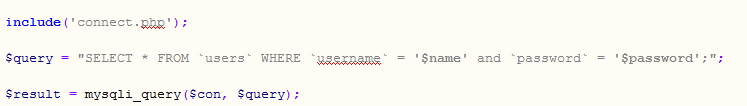 include('connect.php');
$query = "SELECT * FROM `users` WHERE `username` = '$name' and `password` = '$password';";
$result = mysqli_query($con, $query);